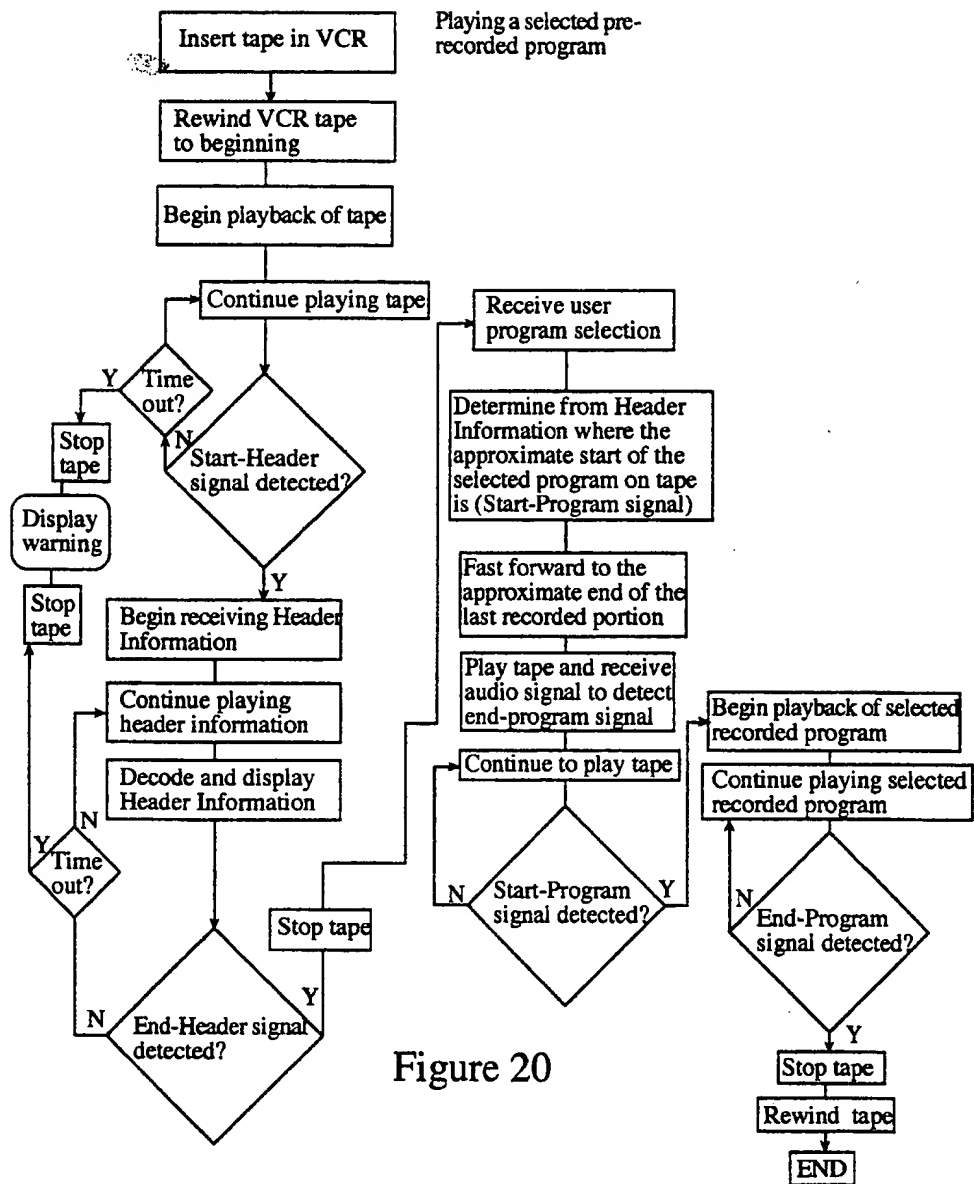 Playing a selected pre-
recorded program
Insert tape in VCR
Rewind VCR tape
to beginning
Begin playback of tape
Continue playing tape
Y
Time
out?
N
Stop
tape
Start-Header
signal detected?
Display
warning
Y
Stop
tape
Begin receiving Header
Information
Continue playing
header information
Decode and display
Header Information
N
Y
Time
out?
N
End-Header signal
detected?
Y
Stop tape
Receive user
program selection
Determine from Header
Information where the
approximate start of the
selected program on tape
is (Start-Program signal)
Fast forward to the
approximate end of the
last recorded portion
Play tape and receive
audio signal to detect
end-program signal
Continue to play tape
N
Start-Program
signal detected?
Y
Begin playback of selected
recorded program
Continue playing selected
recorded program
N
End-Program
signal detected?
Y
Stop tape
Rewind tape
END
Figure 20